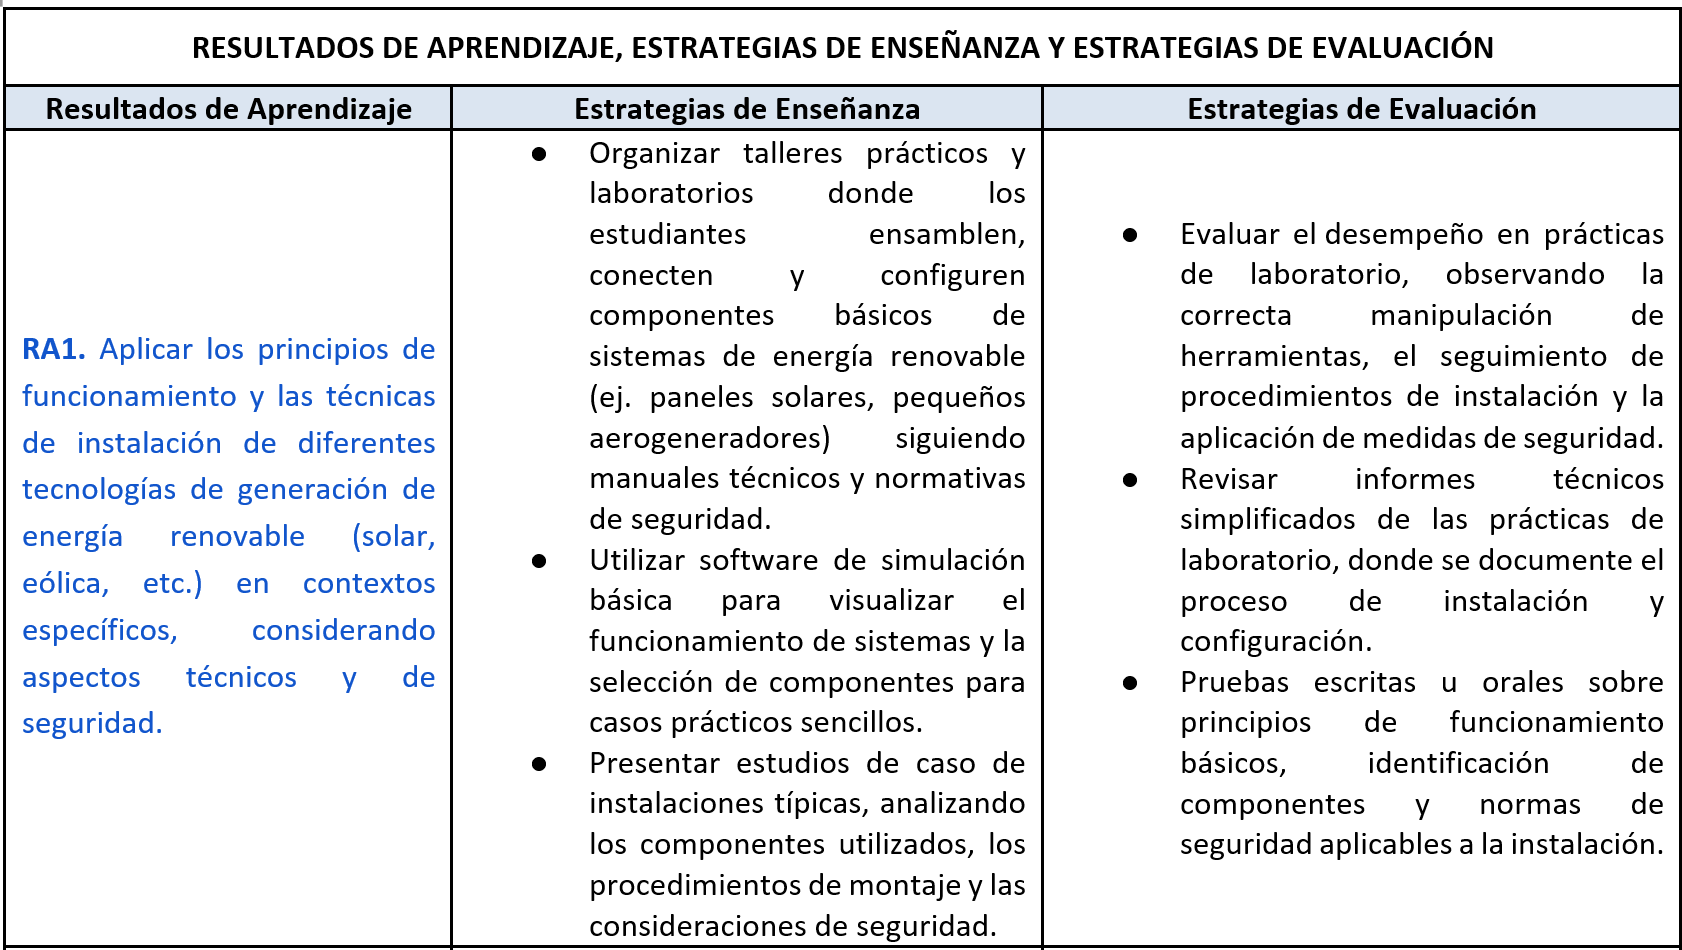 RESULTADOS DE APRENDIZAJE, ESTRATEGIAS DE ENSEÑANZA Y ESTRATEGIAS DE EVALUACIÓN
Resultados de Aprendizaje
Estrategias de Enseñanza
Estrategias de Evaluación
RA1. Aplicar los principios de
funcionamiento y las técnicas
de instalación de diferentes
tecnologías de generación de
energía renovable (solar,
eólica, etc.) en contextos
específicos, considerando
aspectos técnicos y de
seguridad.
● Organizar talleres prácticos y
laboratorios donde los
estudiantes ensamblen,
conecten y configuren
componentes básicos de
sistemas de energía renovable
(ej. paneles solares, pequeños
aerogeneradores) siguiendo
manuales técnicos y normativas
de seguridad.
● Utilizar software de simulación
básica para visualizar el
funcionamiento de sistemas y la
selección de componentes para
casos prácticos sencillos.
● Presentar estudios de caso de
instalaciones típicas, analizando
los componentes utilizados, los
procedimientos de montaje y las
consideraciones de seguridad.
● Evaluar el desempeño en prácticas
de laboratorio, observando la
correcta manipulación de
herramientas, el seguimiento de
procedimientos de instalación y la
aplicación de medidas de seguridad.
● Revisar informes técnicos
simplificados de las prácticas de
laboratorio, donde se documente el
proceso de instalación y
configuración.
● Pruebas escritas u orales sobre
principios de funcionamiento
básicos, identificación de
componentes y normas de
seguridad aplicables a la instalación.